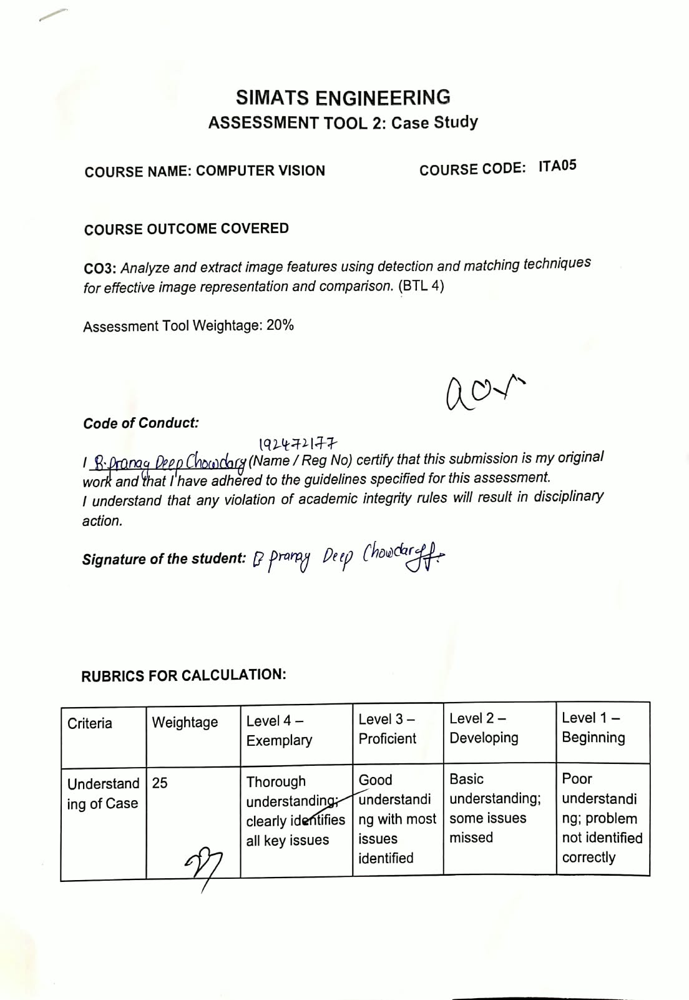 SIMATS ENGINEERING
ASSESSMENT TOOL 2: Case Study
COURSE NAME: COMPUTER VISION COURSE CODE: ITA05
COURSE OUTCOME COVERED
CO3: Analyze and extract image features using detection and matching techniques
for effective image representation and comparison. (BTL 4)
Assessment Tool Weightage: 20%
Code of Conduct:
192472177
I B. Pranay Deep Chowdary (Name / Reg No) certify that this submission is my original
work and that I have adhered to the guidelines specified for this assessment.
I understand that any violation of academic integrity rules will result in disciplinary
action.
Signature of the student: B Pranay Deep Chowdary
RUBRICS FOR CALCULATION:
Criteria Weightage Level 4 – Level 3 – Level 2 – Level 1 –
Exemplary Proficient Developing Beginning
Understand 25 Thorough Good Basic Poor
ing of Case understanding; understandi understanding; understandi
clearly identifies ng with most some issues ng; problem
all key issues issues missed not identified
identified correctly